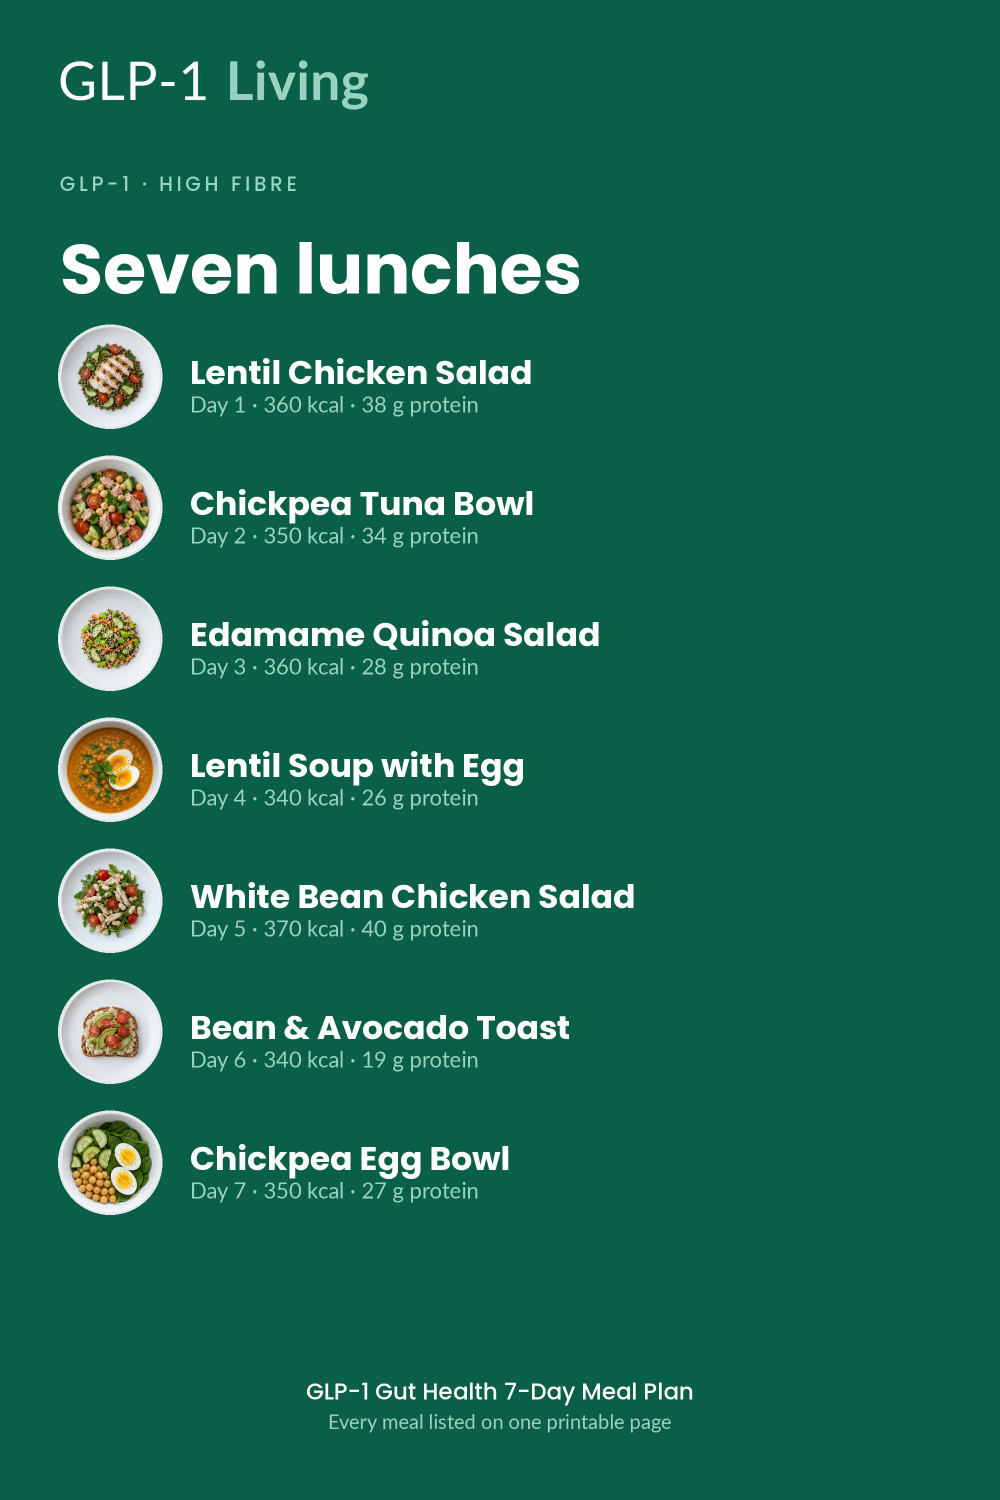 GLP-1 Living
GLP-1 · HIGH FIBRE
Seven lunches
Lentil Chicken Salad
Day 1 · 360 kcal · 38 g protein
Chickpea Tuna Bowl
Day 2 · 350 kcal · 34 g protein
Edamame Quinoa Salad
Day 3 · 360 kcal · 28 g protein
Lentil Soup with Egg
Day 4 · 340 kcal · 26 g protein
White Bean Chicken Salad
Day 5 · 370 kcal · 40 g protein
Bean & Avocado Toast
Day 6 · 340 kcal · 19 g protein
Chickpea Egg Bowl
Day 7 · 350 kcal · 27 g protein
GLP-1 Gut Health 7-Day Meal Plan
Every meal listed on one printable page